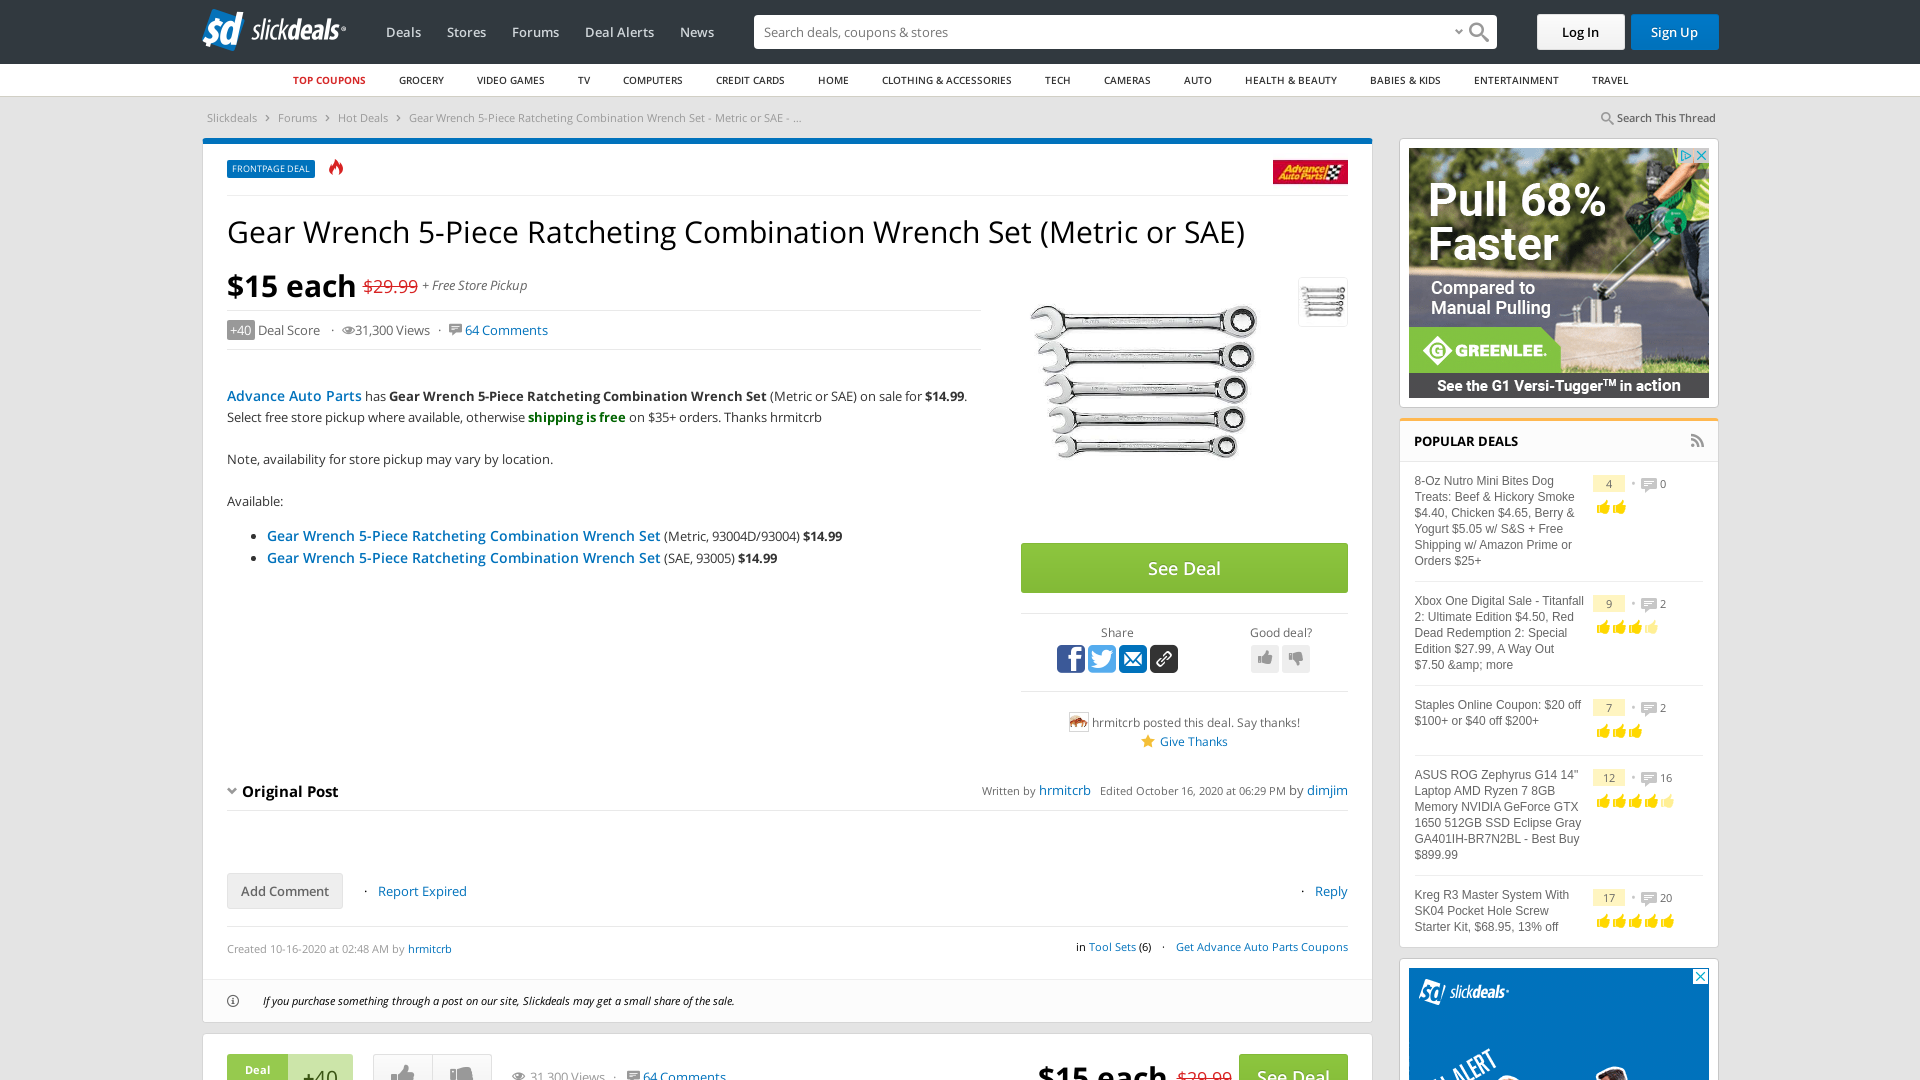 slickdeals
Deals
Stores
Forums
Deal Alerts
News
Search deals, coupons & stores
Log In
Sign Up
TOP COUPONS
GROCERY
VIDEO GAMES
TV
COMPUTERS
CREDIT CARDS
HOME
CLOTHING & ACCESSORIES
TECH
CAMERAS
AUTO
HEALTH & BEAUTY
BABIES & KIDS
ENTERTAINMENT
TRAVEL
Slickdeals › Forums › Hot Deals › Gear Wrench 5-Piece Ratcheting Combination Wrench Set - Metric or SAE - ...
Search This Thread
FRONTPAGE DEAL
Advance Auto Parts
Gear Wrench 5-Piece Ratcheting Combination Wrench Set (Metric or SAE)
$15 each $29.99 + Free Store Pickup
+40 Deal Score · 31,300 Views · 64 Comments
Advance Auto Parts has Gear Wrench 5-Piece Ratcheting Combination Wrench Set (Metric or SAE) on sale for $14.99.
Select free store pickup where available, otherwise shipping is free on $35+ orders. Thanks hrmitcrb
Note, availability for store pickup may vary by location.
Available:
• Gear Wrench 5-Piece Ratcheting Combination Wrench Set (Metric, 93004D/93004) $14.99
• Gear Wrench 5-Piece Ratcheting Combination Wrench Set (SAE, 93005) $14.99
See Deal
Share
Good deal?
hrmitcrb posted this deal. Say thanks!
Give Thanks
Original Post
Written by hrmitcrb Edited October 16, 2020 at 06:29 PM by dimjim
Add Comment
· Report Expired
· Reply
Created 10-16-2020 at 02:48 AM by hrmitcrb
in Tool Sets (6) · Get Advance Auto Parts Coupons
If you purchase something through a post on our site, Slickdeals may get a small share of the sale.
Deal
+40
31,300 Views · 64 Comments
$15 each $29.99
See Deal
Pull 68%
Faster
Compared to
Manual Pulling
G GREENLEE.
See the G1 Versi-Tugger™ in action
POPULAR DEALS
8-Oz Nutro Mini Bites Dog
Treats: Beef & Hickory Smoke
$4.40, Chicken $4.65, Berry &
Yogurt $5.05 w/ S&S + Free
Shipping w/ Amazon Prime or
Orders $25+
4 • 0
Xbox One Digital Sale - Titanfall
2: Ultimate Edition $4.50, Red
Dead Redemption 2: Special
Edition $27.99, A Way Out
$7.50 &amp; more
9 • 2
Staples Online Coupon: $20 off
$100+ or $40 off $200+
7 • 2
ASUS ROG Zephyrus G14 14"
Laptop AMD Ryzen 7 8GB
Memory NVIDIA GeForce GTX
1650 512GB SSD Eclipse Gray
GA401IH-BR7N2BL - Best Buy
$899.99
12 • 16
Kreg R3 Master System With
SK04 Pocket Hole Screw
Starter Kit, $68.95, 13% off
17 • 20
slickdeals
ALERT